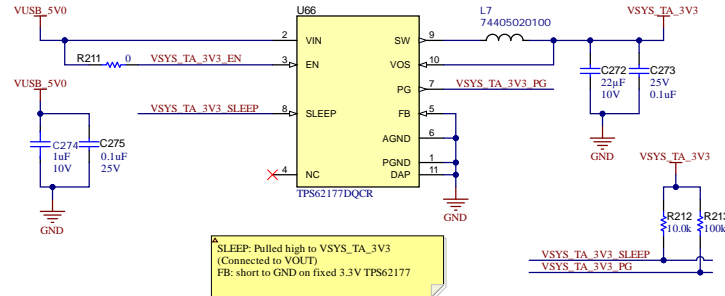 VUSB_5V0
U66
L7
74405020100
VSYS_TA_3V3
2
VIN
SW
9
R211
0
VSYS_TA_3V3_EN
3
EN
VOS
10
VUSB_5V0
PG
7
VSYS_TA_3V3_PG
C272
22µF
10V
C273
25V
0.1uF
VSYS_TA_3V3_SLEEP
8
SLEEP
FB
5
C274
1uF
10V
C275
0.1uF
25V
AGND
6
GND
PGND
1
4
NC
DAP
11
VSYS_TA_3V3
TPS62177DQCR
GND
GND
R212
10.0k
R213
100k
SLEEP: Pulled high to VSYS_TA_3V3
(Connected to VOUT)
FB: short to GND on fixed 3.3V TPS62177
VSYS_TA_3V3_SLEEP
VSYS_TA_3V3_PG